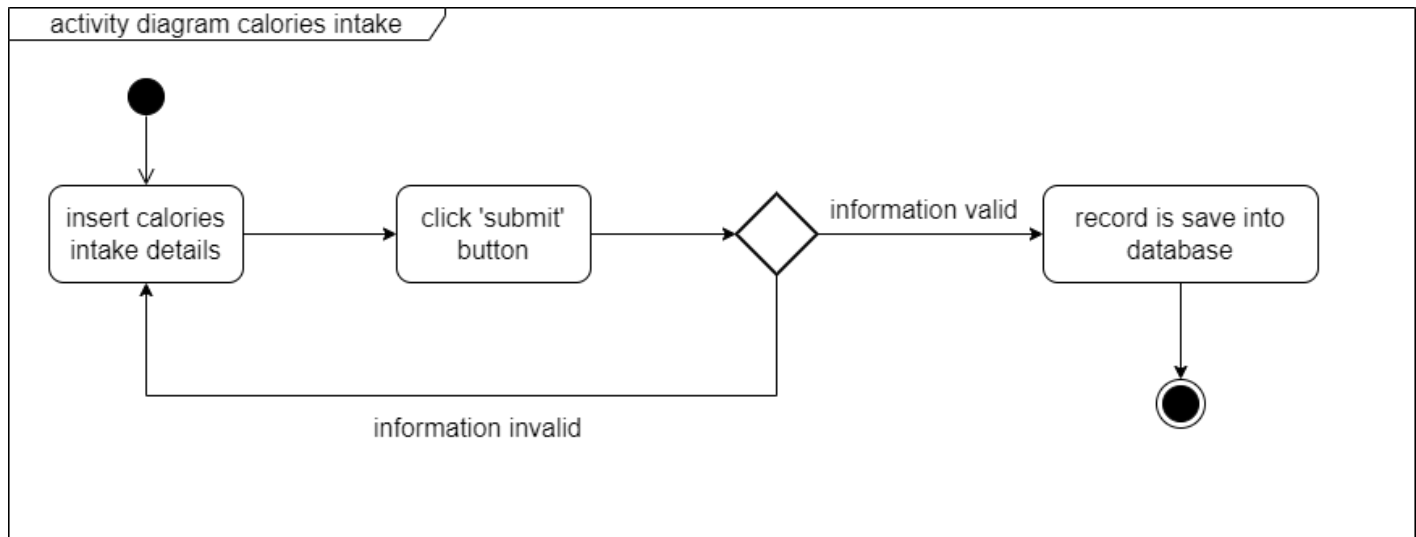 activity diagram calories intake
insert calories
intake details
click 'submit'
button
information valid
record is save into
database
information invalid